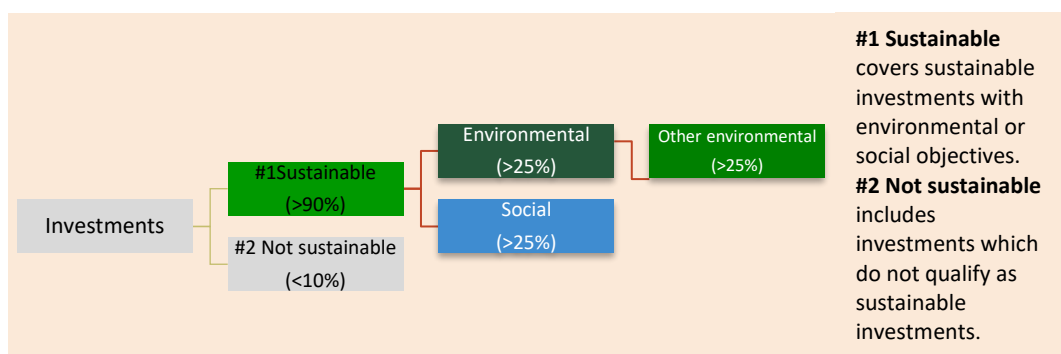 Investments
#1Sustainable
(>90%)
#2 Not sustainable
(<10%)
Environmental
(>25%)
Social
(>25%)
Other environmental
(>25%)
#1 Sustainable
covers sustainable
investments with
environmental or
social objectives.
#2 Not sustainable
includes
investments which
do not qualify as
sustainable
investments.